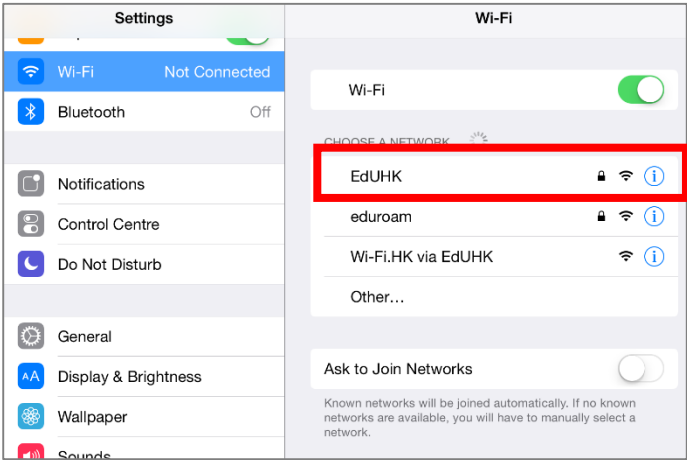 Settings
Wi-Fi
Wi-Fi Not Connected
Bluetooth Off
Notifications
Control Centre
Do Not Disturb
General
AA Display & Brightness
Wallpaper
Sounds
Wi-Fi
CHOOSE A NETWORK
EdUHK
eduroam
Wi-Fi.HK via EdUHK
Other...
Ask to Join Networks
Known networks will be joined automatically. If no known
networks are available, you will have to manually select a
network.